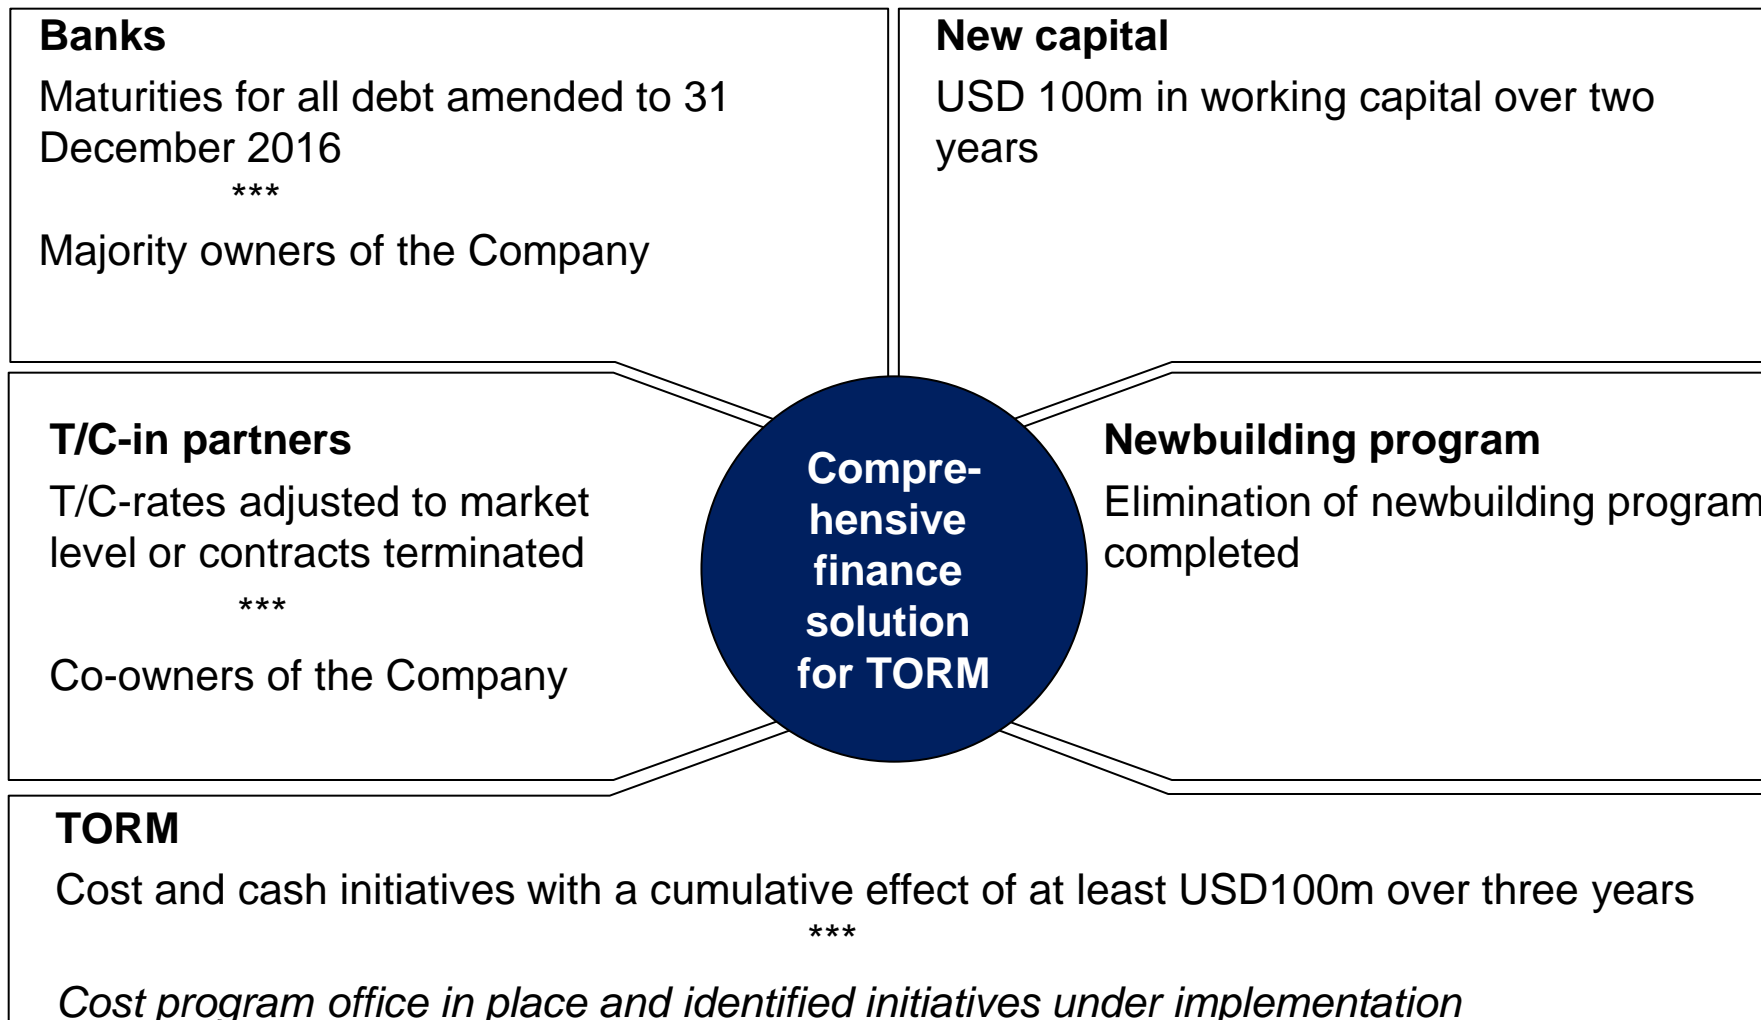 Banks
Maturities for all debt amended to 31
December 2016
***
Majority owners of the Company
New capital
USD 100m in working capital over two
years
T/C-in partners
T/C-rates adjusted to market
level or contracts terminated
***
Co-owners of the Company
Compre-
hensive
finance
solution
for TORM
Newbuilding program
Elimination of newbuilding program
completed
TORM
Cost and cash initiatives with a cumulative effect of at least USD100m over three years
***
Cost program office in place and identified initiatives under implementation